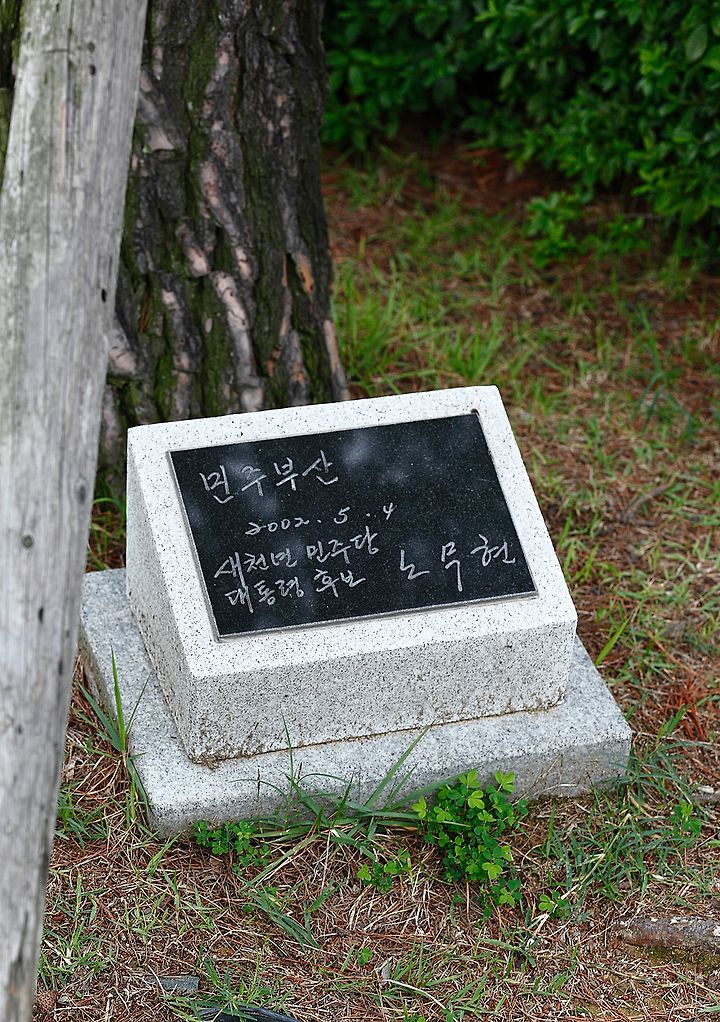 민주부산
2002. 5. 4
새천년 민주당
대통령 후보 노무현